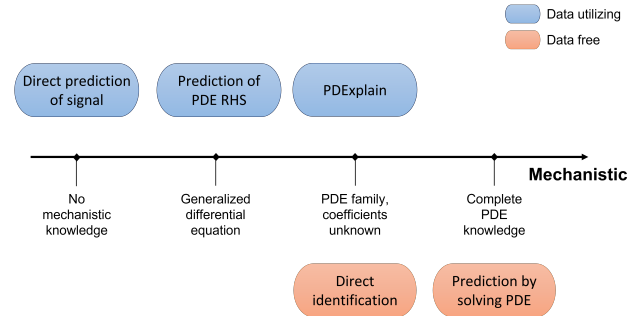 Data utilizing
Data free
Direct prediction
of signal
Prediction of
PDE RHS
PDExplain
Mechanistic
No
mechanistic
knowledge
Generalized
differential
equation
PDE family,
coefficients
unknown
Complete
PDE
knowledge
Direct
identification
Prediction by
solving PDE